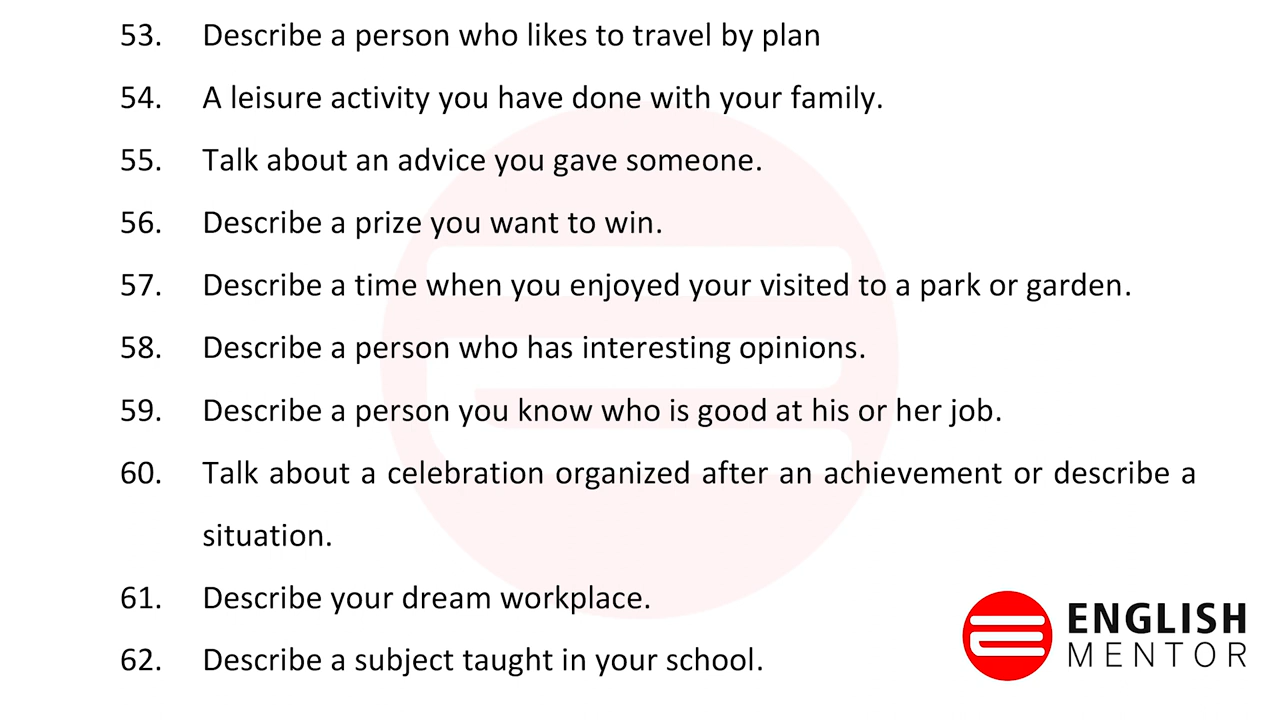 53. Describe a person who likes to travel by plan
54. A leisure activity you have done with your family.
55. Talk about an advice you gave someone.
56. Describe a prize you want to win.
57. Describe a time when you enjoyed your visited to a park or garden.
58. Describe a person who has interesting opinions.
59. Describe a person you know who is good at his or her job.
60. Talk about a celebration organized after an achievement or describe a
situation.
61. Describe your dream workplace.
62. Describe a subject taught in your school.
ENGLISH
MENTOR